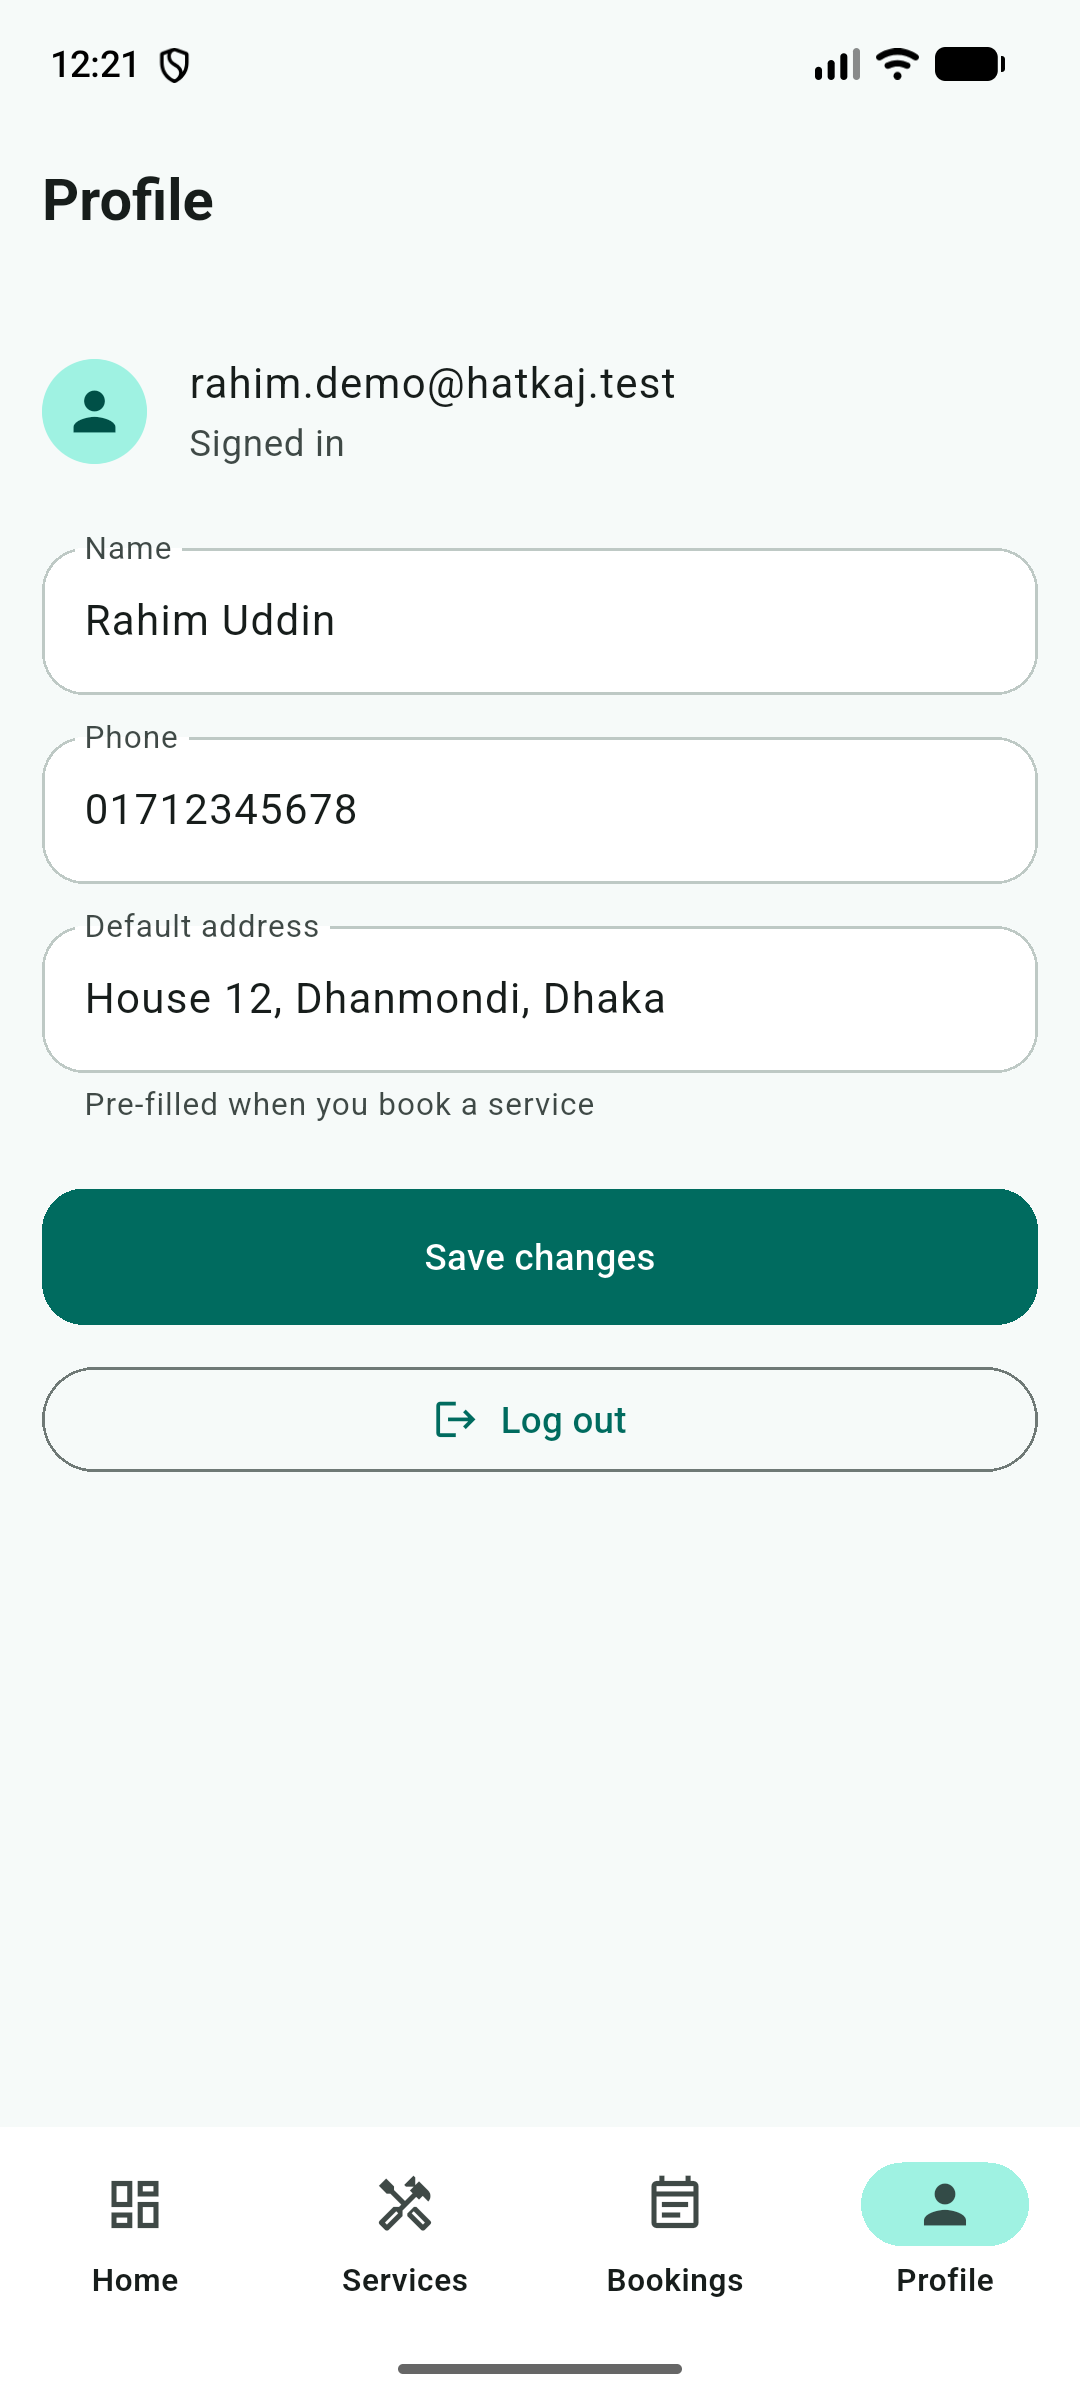 12:21
Profile
rahim.demo@hatkaj.test
Signed in
Name
Rahim Uddin
Phone
01712345678
Default address
House 12, Dhanmondi, Dhaka
Pre-filled when you book a service
Save changes
Log out
Home
Services
Bookings
Profile